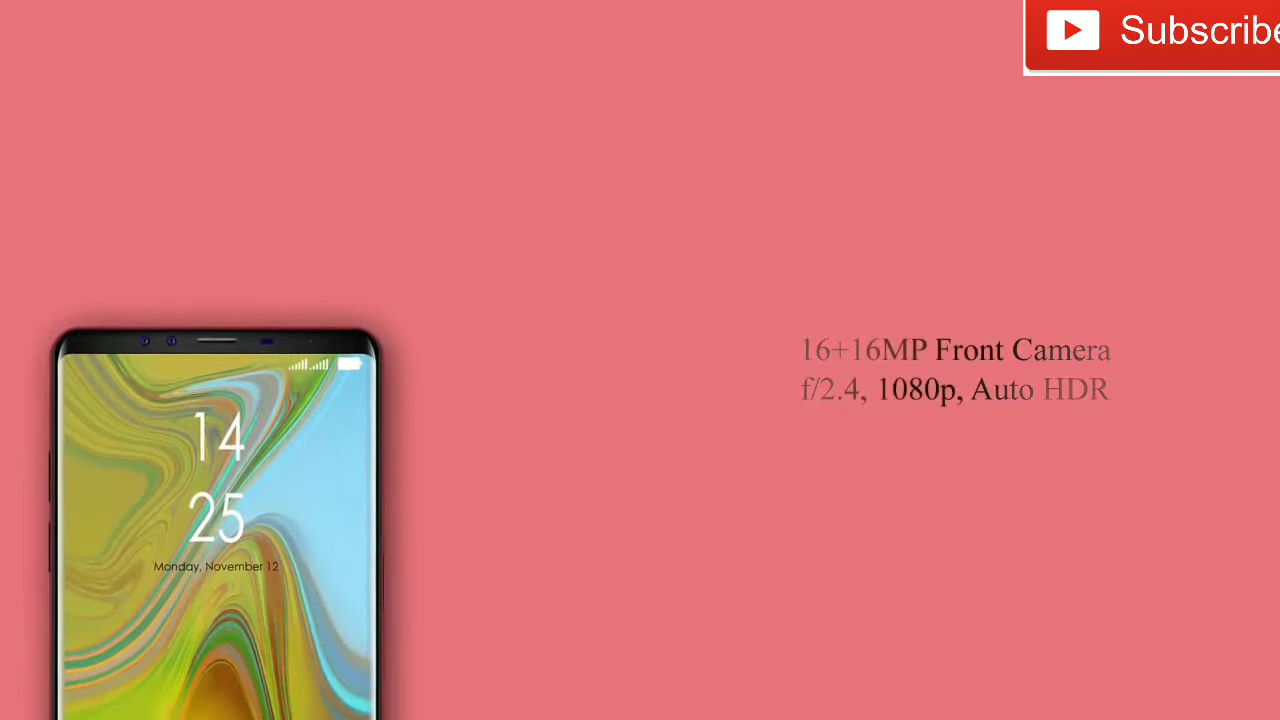 Subscribe
16+16MP Front Camera
f/2.4, 1080p, Auto HDR
14
25
Monday, November 12